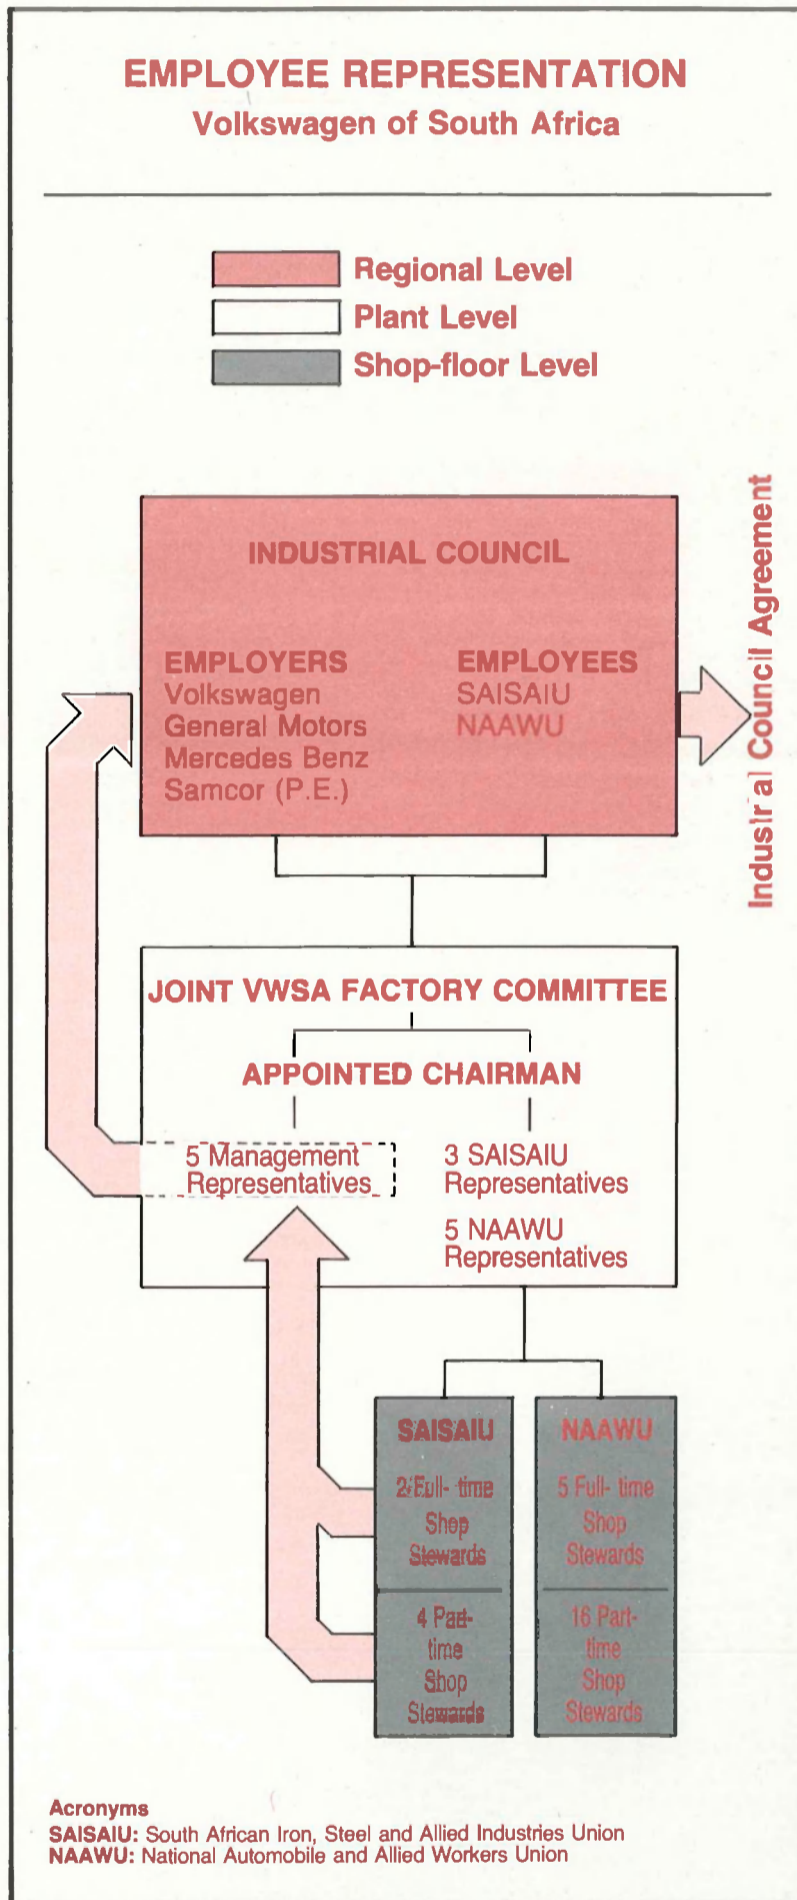 EMPLOYEE REPRESENTATION
Volkswagen of South Africa
Regional Level
Plant Level
Shop-floor Level
INDUSTRIAL COUNCIL
EMPLOYERS
Volkswagen
General Motors
Mercedes Benz
Samcor (P.E.)
EMPLOYEES
SAISAIU
NAAWU
Industrial Council Agreement
JOINT VWSA FACTORY COMMITTEE
APPOINTED CHAIRMAN
5 Management
Representatives
3 SAISAIU
Representatives
5 NAAWU
Representatives
SAISAIU
2 Full- time
Shop
Stewards
4 Part-
time
Shop
Stewards
NAAWU
5 Full- time
Shop
Stewards
16 Part-
time
Shop
Stewards
Acronyms
SAISAIU: South African Iron, Steel and Allied Industries Union
NAAWU: National Automobile and Allied Workers Union